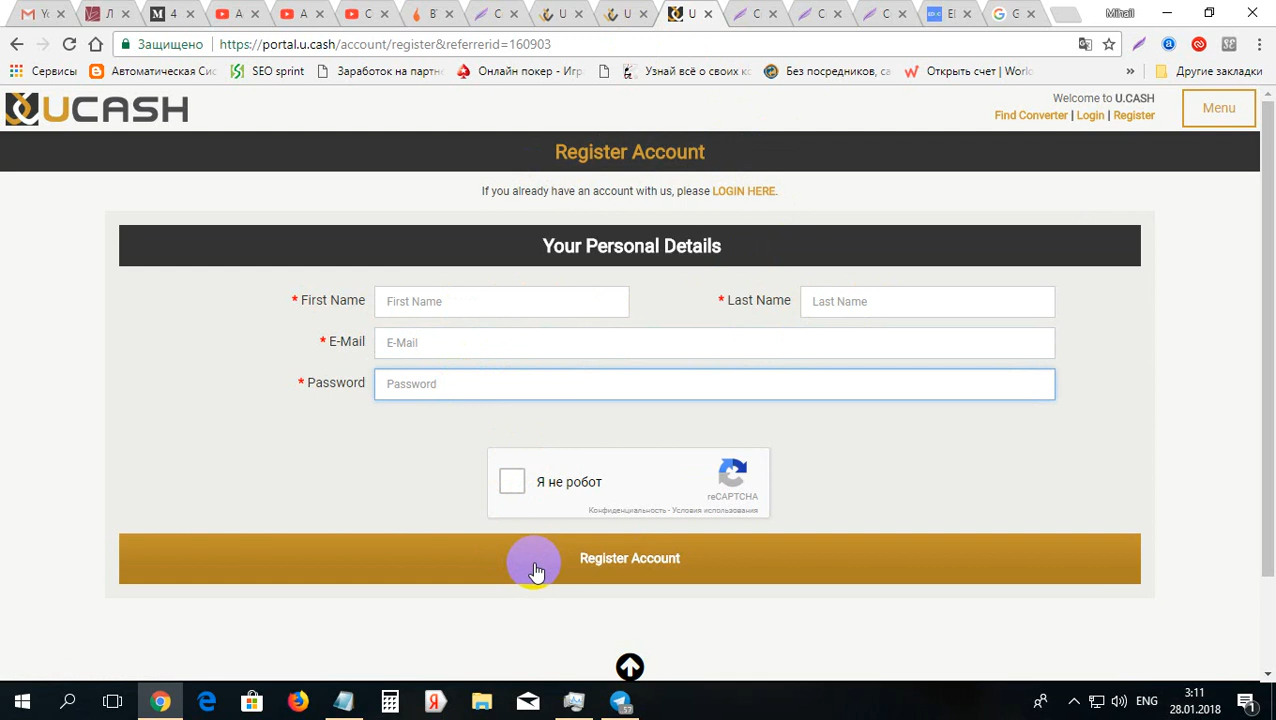 Mihail
Защищено
https://portal.u.cash/account/register&referrerid=160903
Сервисы
Автоматическая Сис
SEO sprint
Заработок на партне
Онлайн покер - Игр
Узнай всё о своих ко
Без посредников, са
Открыть счет | Worl
»
Другие закладки
UCASH
Welcome to U.CASH
Find Converter | Login | Register
Menu
Register Account
If you already have an account with us, please LOGIN HERE.
Your Personal Details
* First Name
First Name
* Last Name
Last Name
* E-Mail
E-Mail
* Password
Password
Я не робот
reCAPTCHA
Конфиденциальность - Условия использования
Register Account
57
ENG
3:11
28.01.2018
1